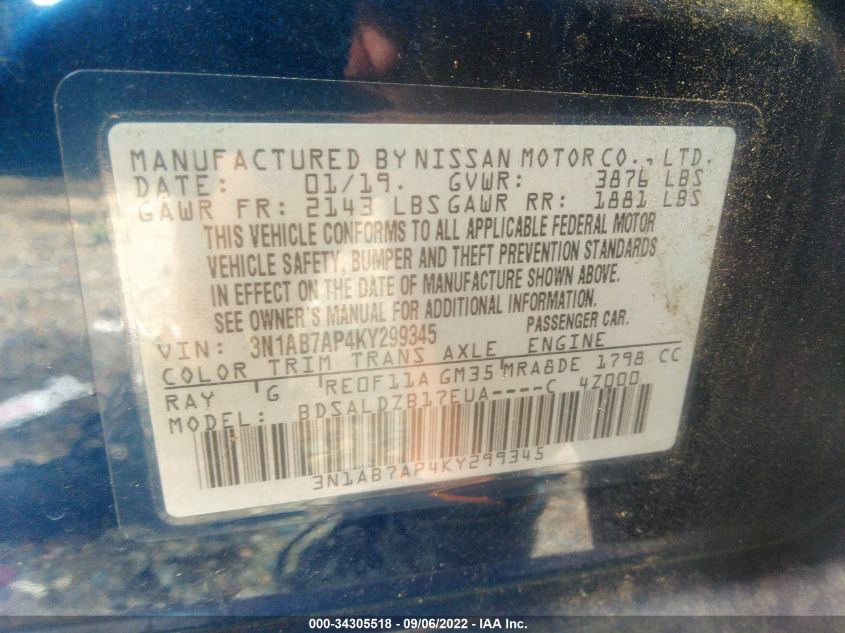 MANUFACTURED BY NISSAN MOTOR CO., LTD.
DATE: 01/19. GVWR: 3876 LBS
GAWR FR: 2143 LBS GAWR RR: 1881 LBS
THIS VEHICLE CONFORMS TO ALL APPLICABLE FEDERAL MOTOR
VEHICLE SAFETY, BUMPER AND THEFT PREVENTION STANDARDS
IN EFFECT ON THE DATE OF MANUFACTURE SHOWN ABOVE.
SEE OWNER'S MANUAL FOR ADDITIONAL INFORMATION.
VIN: 3N1AB7AP4KY299345 PASSENGER CAR.
COLOR TRIM TRANS AXLE ENGINE
RAY G RE0F11A GM35 MRA8DE 1798 CC
MODEL: BDSALDZB17EUA----C 4Z000
3N1AB7AP4KY299345
000-34305518 - 09/06/2022 - IAA Inc.